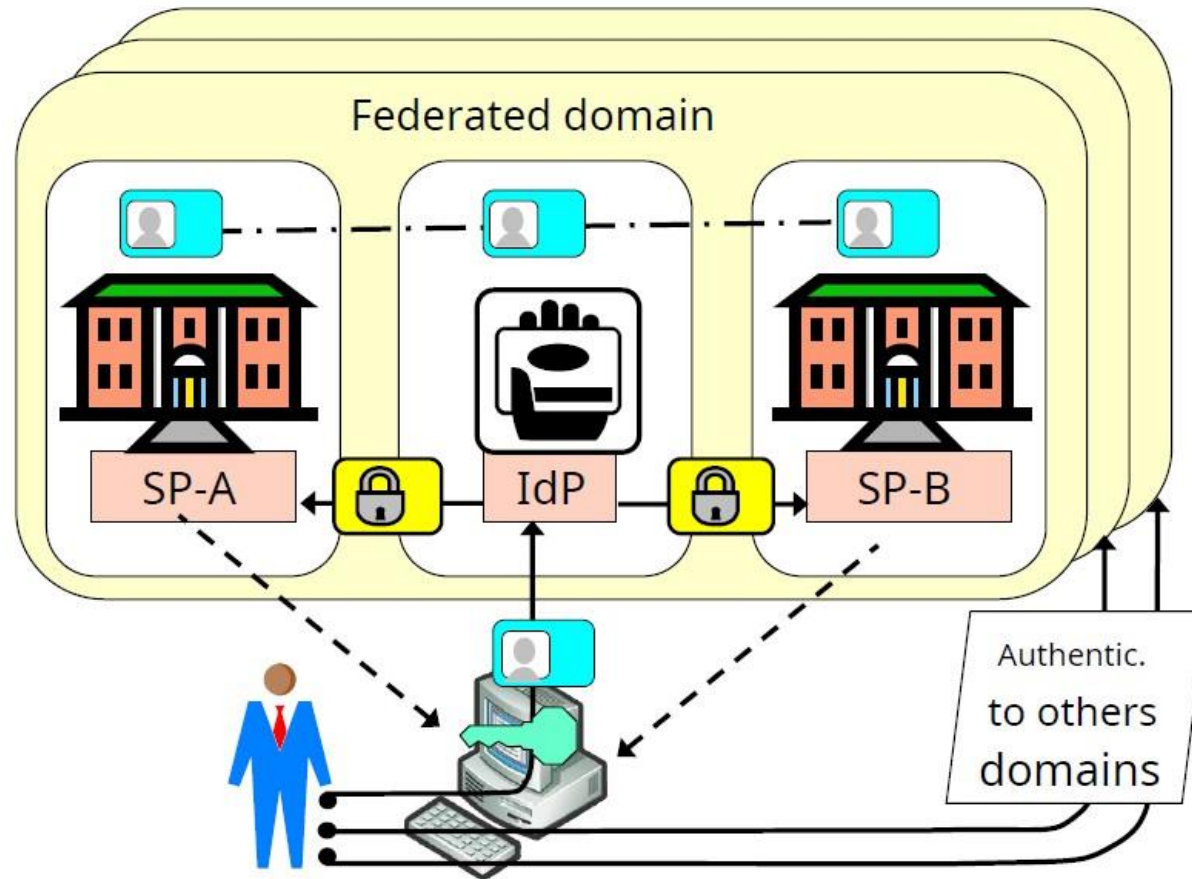 Federated domain
SP-A
IdP
SP-B
Authentic.
to others
domains